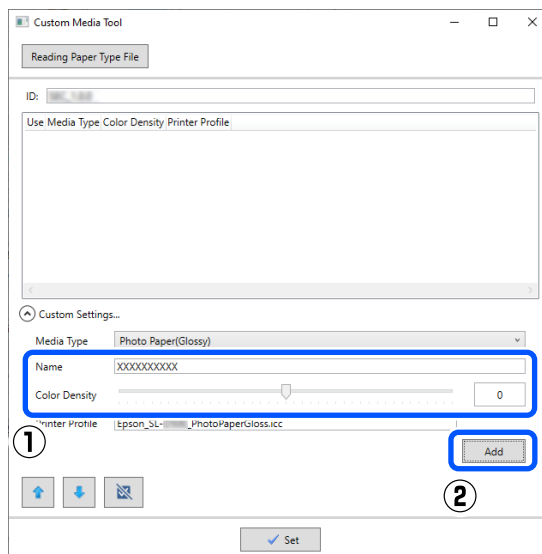 Custom Media Tool
Reading Paper Type File
ID:
Use Media Type Color Density Printer Profile
Custom Settings...
Media Type Photo Paper(Glossy)
Name XXXXXXXXXX
Color Density 0
Printer Profile Epson_SL- _PhotoPaperGloss.icc
①
Add
②
Set